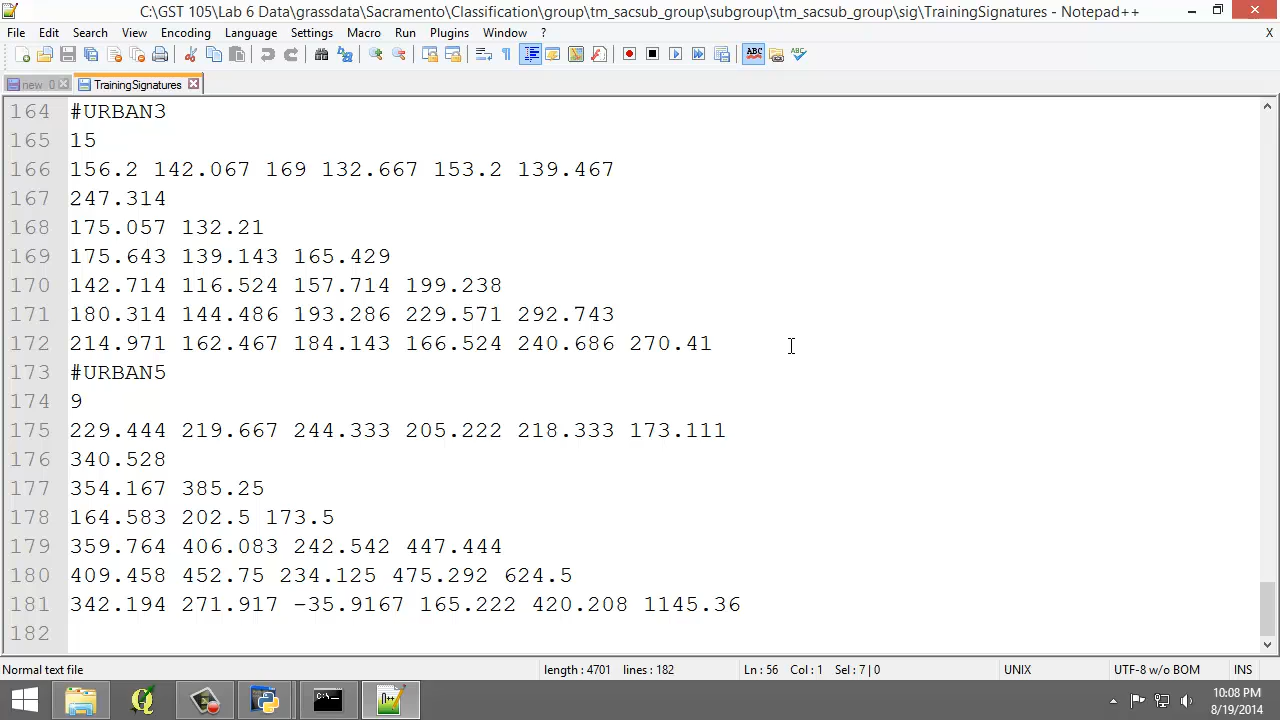 C:\GST 105\Lab 6 Data\grassdata\Sacramento\Classification\group\tm_sacsub_group\subgroup\tm_sacsub_group\sig\TrainingSignatures - Notepad++
File Edit Search View Encoding Language Settings Macro Run Plugins Window ? X
new 0 TrainingSignatures
164 #URBAN3
165 15
166 156.2 142.067 169 132.667 153.2 139.467
167 247.314
168 175.057 132.21
169 175.643 139.143 165.429
170 142.714 116.524 157.714 199.238
171 180.314 144.486 193.286 229.571 292.743
172 214.971 162.467 184.143 166.524 240.686 270.41
173 #URBAN5
174 9
175 229.444 219.667 244.333 205.222 218.333 173.111
176 340.528
177 354.167 385.25
178 164.583 202.5 173.5
179 359.764 406.083 242.542 447.444
180 409.458 452.75 234.125 475.292 624.5
181 342.194 271.917 -35.9167 165.222 420.208 1145.36
182
Normal text file length : 4701 lines : 182 Ln : 56 Col : 1 Sel : 7 | 0 UNIX UTF-8 w/o BOM INS
10:08 PM
8/19/2014